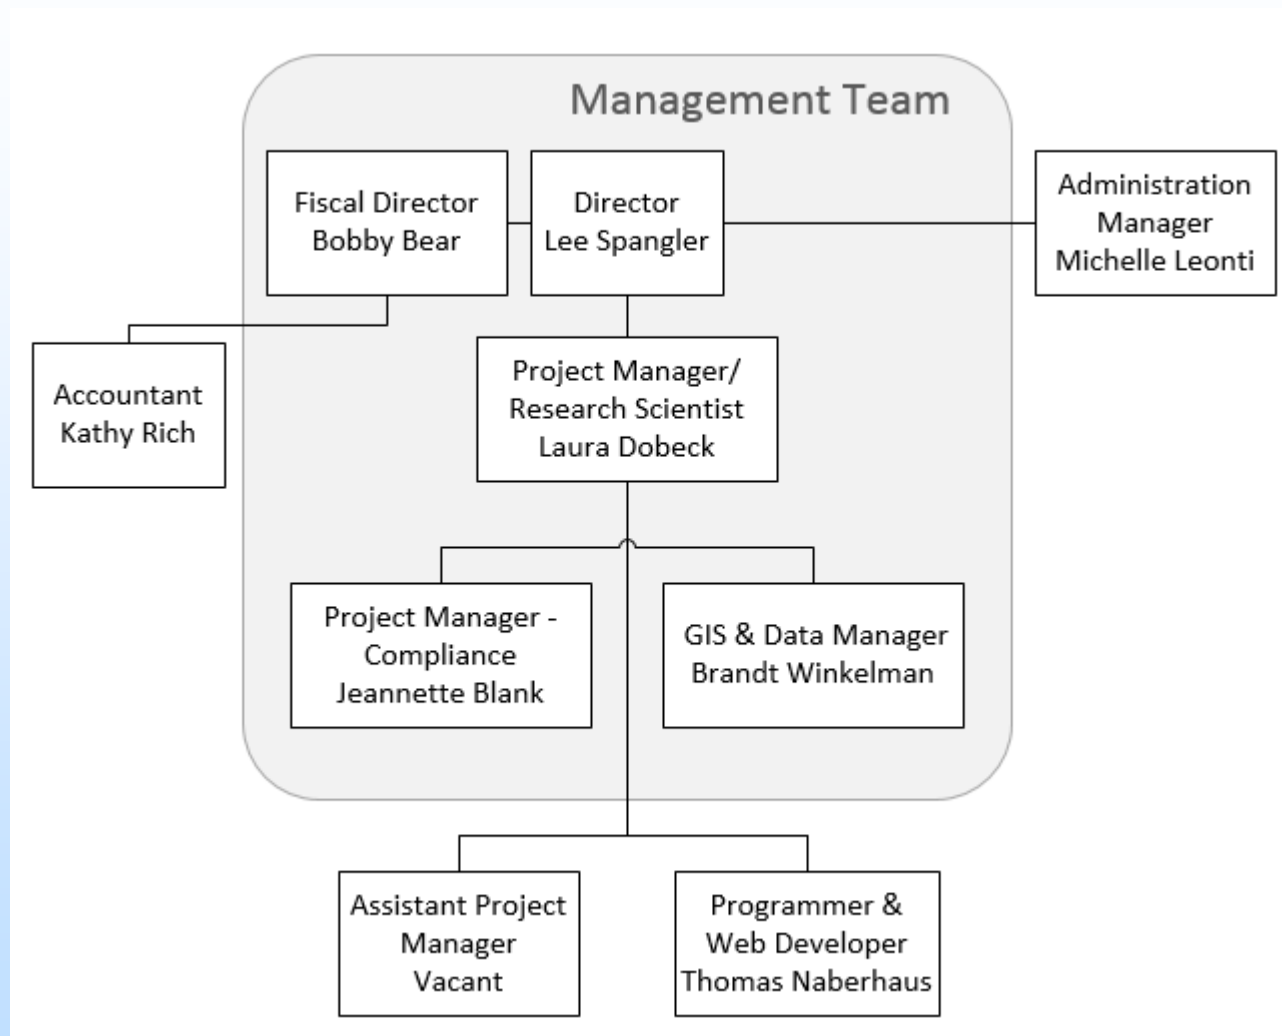 Management Team
Fiscal Director
Bobby Bear
Director
Lee Spangler
Administration
Manager
Michelle Leonti
Accountant
Kathy Rich
Project Manager/
Research Scientist
Laura Dobeck
Project Manager -
Compliance
Jeannette Blank
GIS & Data Manager
Brandt Winkelman
Assistant Project
Manager
Vacant
Programmer &
Web Developer
Thomas Naberhaus